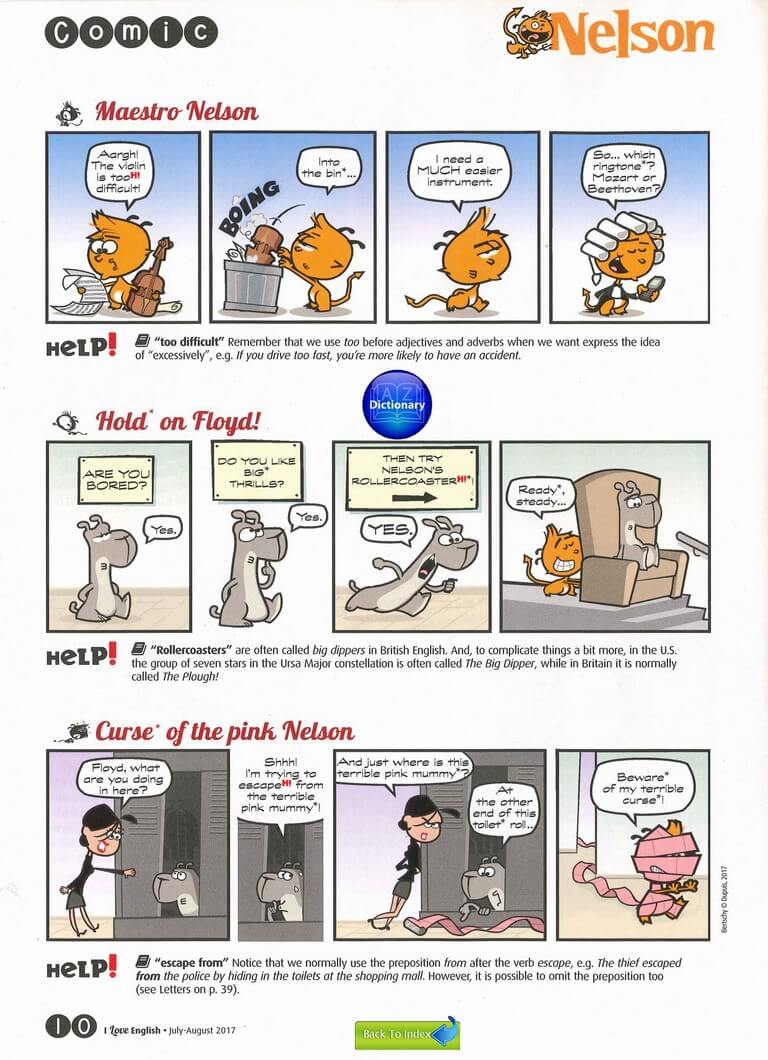 Comic
Nelson
Maestro Nelson
Aargh!
The violin
is too H!
difficult!
BOING
Into
the bin*...
I need a
MUCH easier
instrument.
So... which
ringtone*?
Mozart or
Beethoven?
HeLP! "too difficult" Remember that we use too before adjectives and adverbs when we want express the idea
of "excessively", e.g. If you drive too fast, you're more likely to have an accident.
A Z
Dictionary
Hold* on Floyd!
ARE YOU
BORED?
Yes.
DO YOU LIKE
BIG*
THRILLS?
Yes.
THEN TRY
NELSON'S
ROLLERCOASTER H!*!
YES.
Ready*,
steady...
HeLP! "Rollercoasters" are often called big dippers in British English. And, to complicate things a bit more, in the U.S.
the group of seven stars in the Ursa Major constellation is often called The Big Dipper, while in Britain it is normally
called The Plough!
Curse* of the pink Nelson
Floyd, what
are you doing
in here?
Shhh!
I'm trying to
escape H! from
the terrible
pink mummy*!
And just where is this
terrible pink mummy*?
At
the other
end of this
toilet* roll..
Beware*
of my terrible
curse*!
Bertschy © Dupuis, 2017
HeLP! "escape from" Notice that we normally use the preposition from after the verb escape, e.g. The thief escaped
from the police by hiding in the toilets at the shopping mall. However, it is possible to omit the preposition too
(see Letters on p. 39).
10 I Love English • July-August 2017
Back To Index